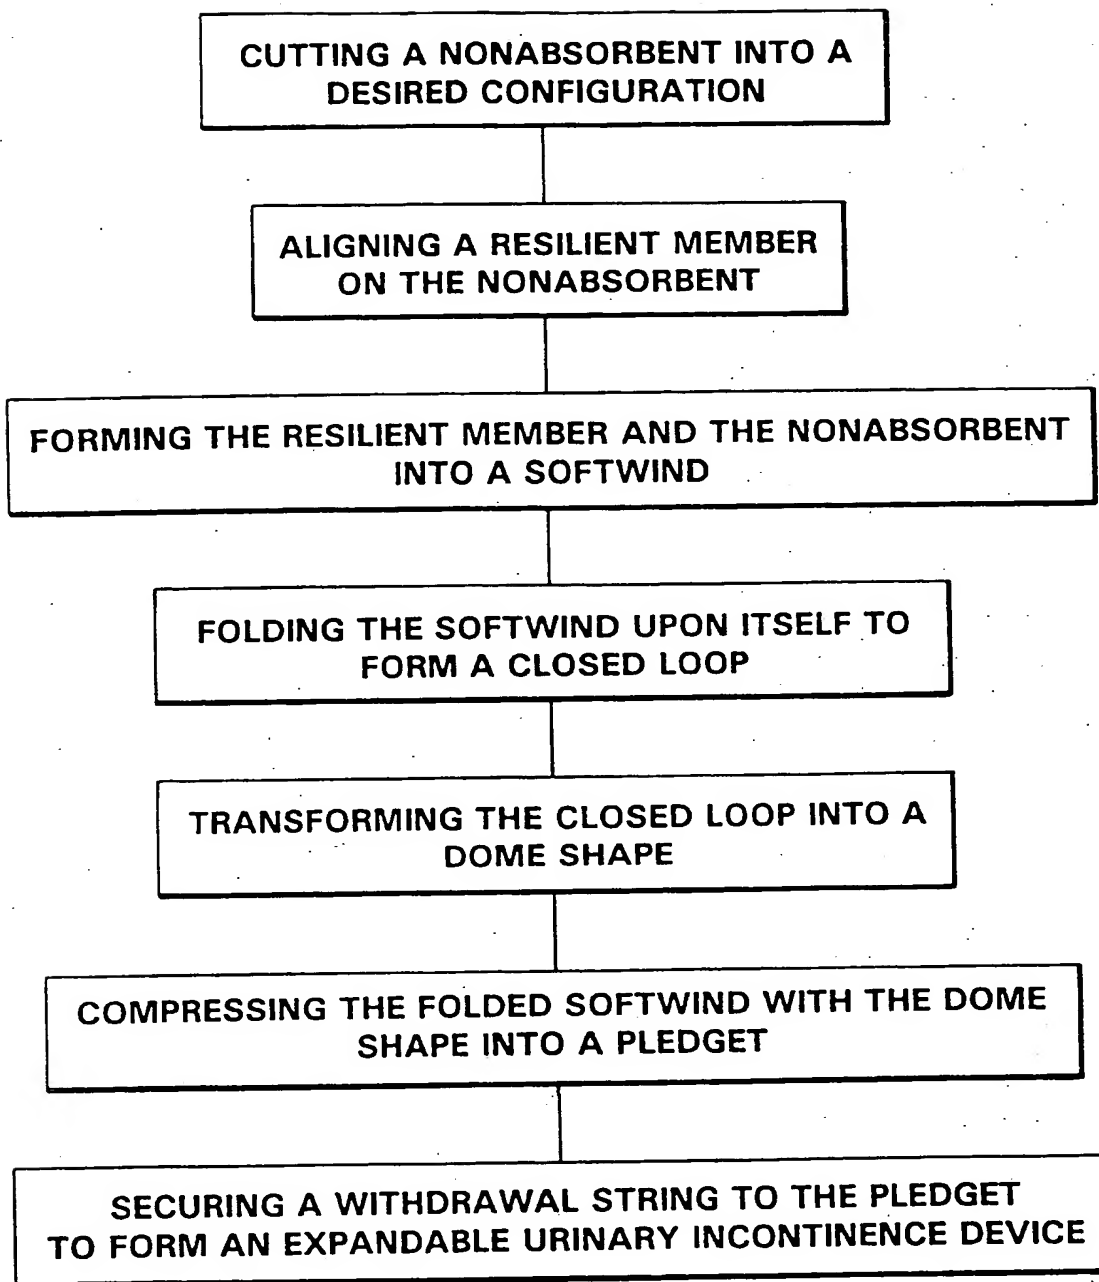 CUTTING A NONABSORBENT INTO A
DESIRED CONFIGURATION
ALIGNING A RESILIENT MEMBER
ON THE NONABSORBENT
FORMING THE RESILIENT MEMBER AND THE NONABSORBENT
INTO A SOFTWIND
FOLDING THE SOFTWIND UPON ITSELF TO
FORM A CLOSED LOOP
TRANSFORMING THE CLOSED LOOP INTO A
DOME SHAPE
COMPRESSING THE FOLDED SOFTWIND WITH THE DOME
SHAPE INTO A PLEDGET
SECURING A WITHDRAWAL STRING TO THE PLEDGET
TO FORM AN EXPANDABLE URINARY INCONTINENCE DEVICE